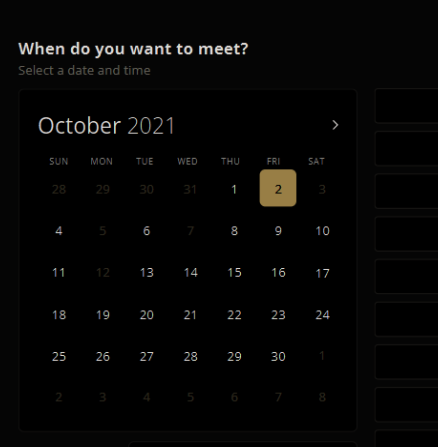 When do you want to meet?
Select a date and time
October 2021 >
SUN MON TUE WED THU FRI SAT
28 29 30 31 1 2 3
4 5 6 7 8 9 10
11 12 13 14 15 16 17
18 19 20 21 22 23 24
25 26 27 28 29 30 1
2 3 4 5 6 7 8